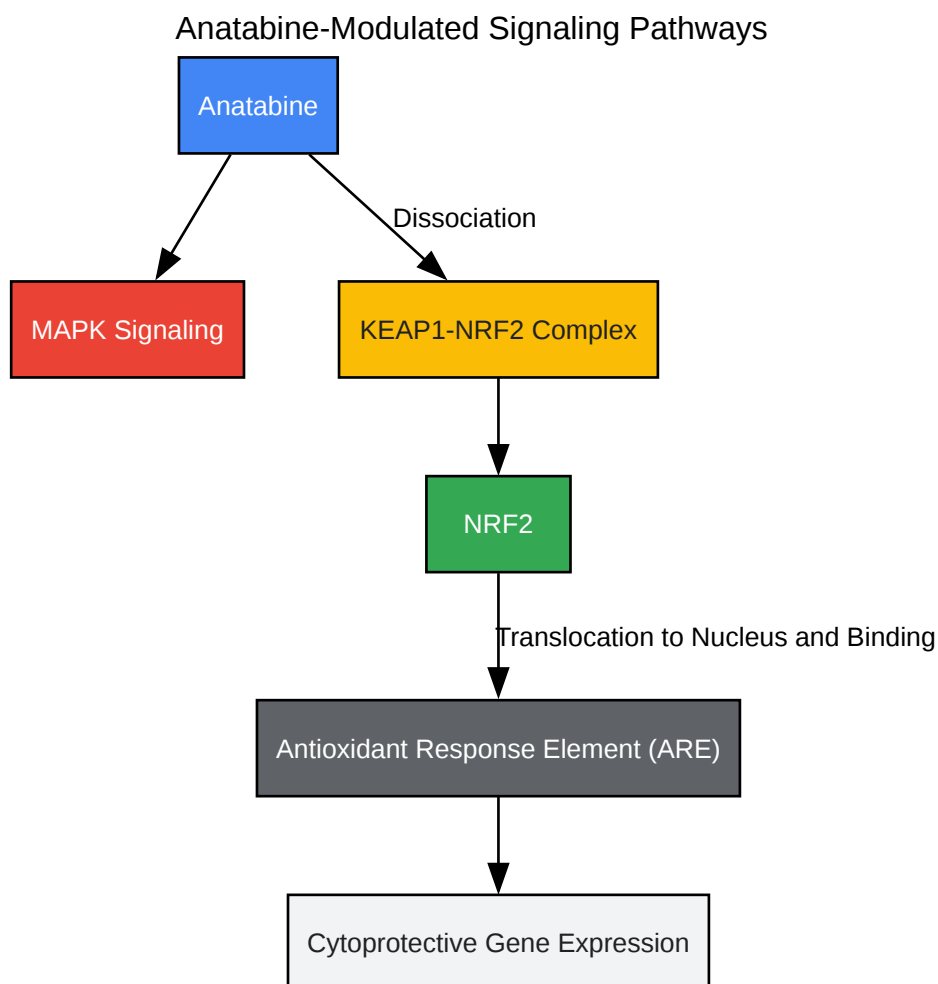 Anatabine-Modulated Signaling Pathways
Anatabine
Dissociation
MAPK Signaling
KEAP1-NRF2 Complex
NRF2
Translocation to Nucleus and Binding
Antioxidant Response Element (ARE)
Cytoprotective Gene Expression